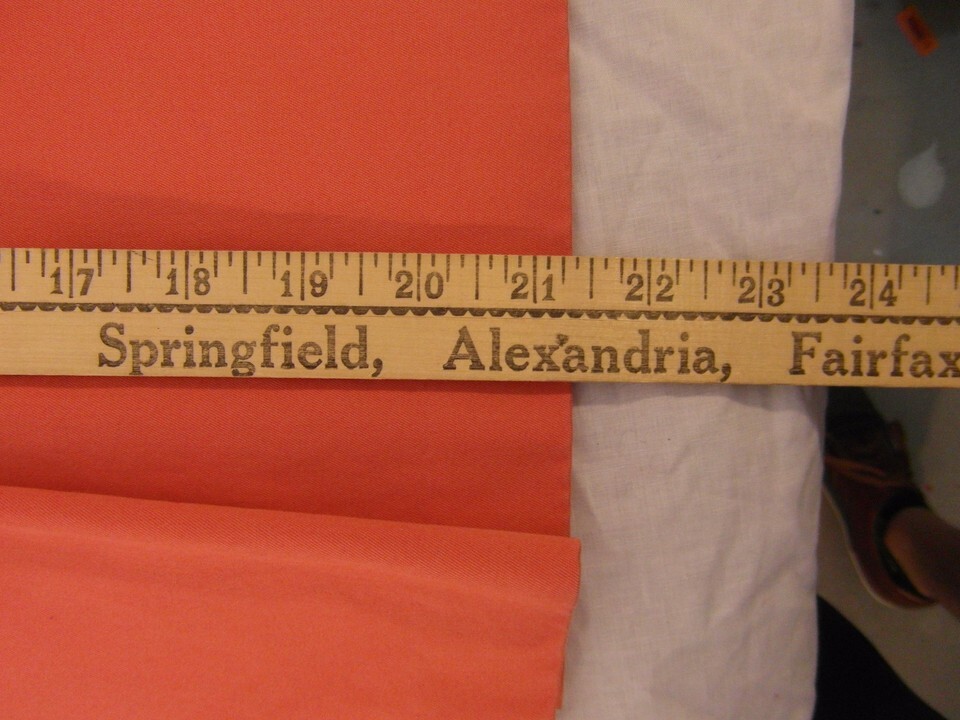 17 18 19 20 21 22 23 24
Springfield, Alexandria, Fairfax